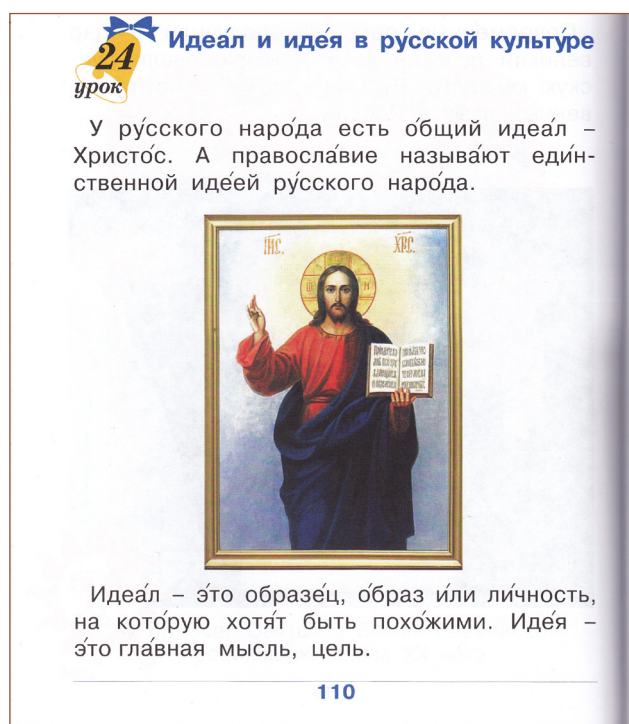 24
урок
Идеа́л и иде́я в ру́сской культу́ре
У ру́сского наро́да есть о́бщий идеа́л –
Христо́с. А правосла́вие называ́ют еди́н-
ственной иде́ей ру́сского наро́да.
Идеа́л – э́то образе́ц, о́браз и́ли ли́чность,
на кото́рую хотя́т быть похо́жими. Иде́я –
э́то гла́вная мысль, цель.
110